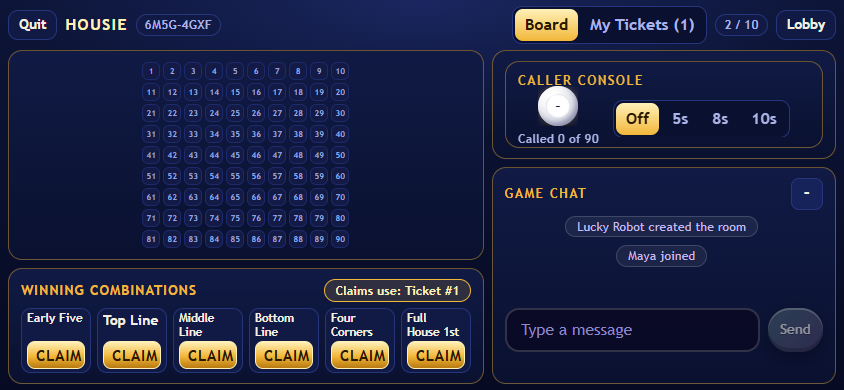 Quit HOUSIE 6M5G-4GXF Board My Tickets (1) 2 / 10 Lobby
1 2 3 4 5 6 7 8 9 10
11 12 13 14 15 16 17 18 19 20
21 22 23 24 25 26 27 28 29 30
31 32 33 34 35 36 37 38 39 40
41 42 43 44 45 46 47 48 49 50
51 52 53 54 55 56 57 58 59 60
61 62 63 64 65 66 67 68 69 70
71 72 73 74 75 76 77 78 79 80
81 82 83 84 85 86 87 88 89 90
WINNING COMBINATIONS Claims use: Ticket #1
Early Five
CLAIM
Top Line
CLAIM
Middle
Line
CLAIM
Bottom
Line
CLAIM
Four
Corners
CLAIM
Full
House 1st
CLAIM
CALLER CONSOLE
-
Called 0 of 90
Off 5s 8s 10s
GAME CHAT -
Lucky Robot created the room
Maya joined
Type a message Send